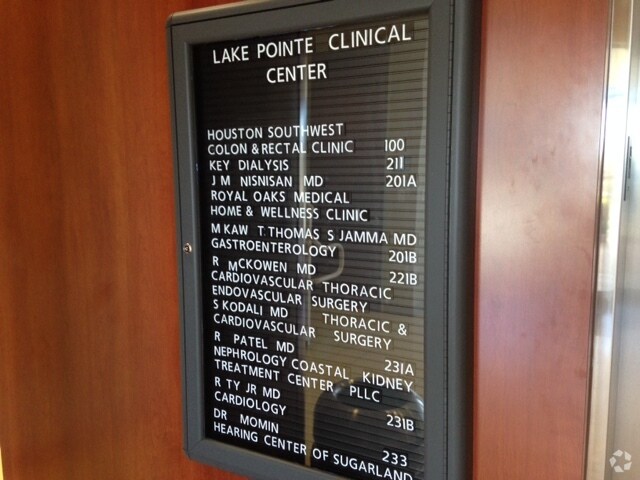 LAKE POINTE CLINICAL
CENTER
HOUSTON SOUTHWEST
COLON & RECTAL CLINIC 100
KEY DIALYSIS 211
J M NISNISAN MD 201A
ROYAL OAKS MEDICAL
HOME & WELLNESS CLINIC
M KAW T THOMAS S JAMMA MD
GASTROENTEROLOGY 201B
R MCKOWEN MD 221B
CARDIOVASCULAR THORACIC
ENDOVASCULAR SURGERY
S KODALI MD THORACIC &
CARDIOVASCULAR SURGERY
R PATEL MD 231A
NEPHROLOGY COASTAL KIDNEY
TREATMENT CENTER, PLLC
R TY JR MD
CARDIOLOGY 231B
DR MOMIN
HEARING CENTER OF SUGARLAND 233